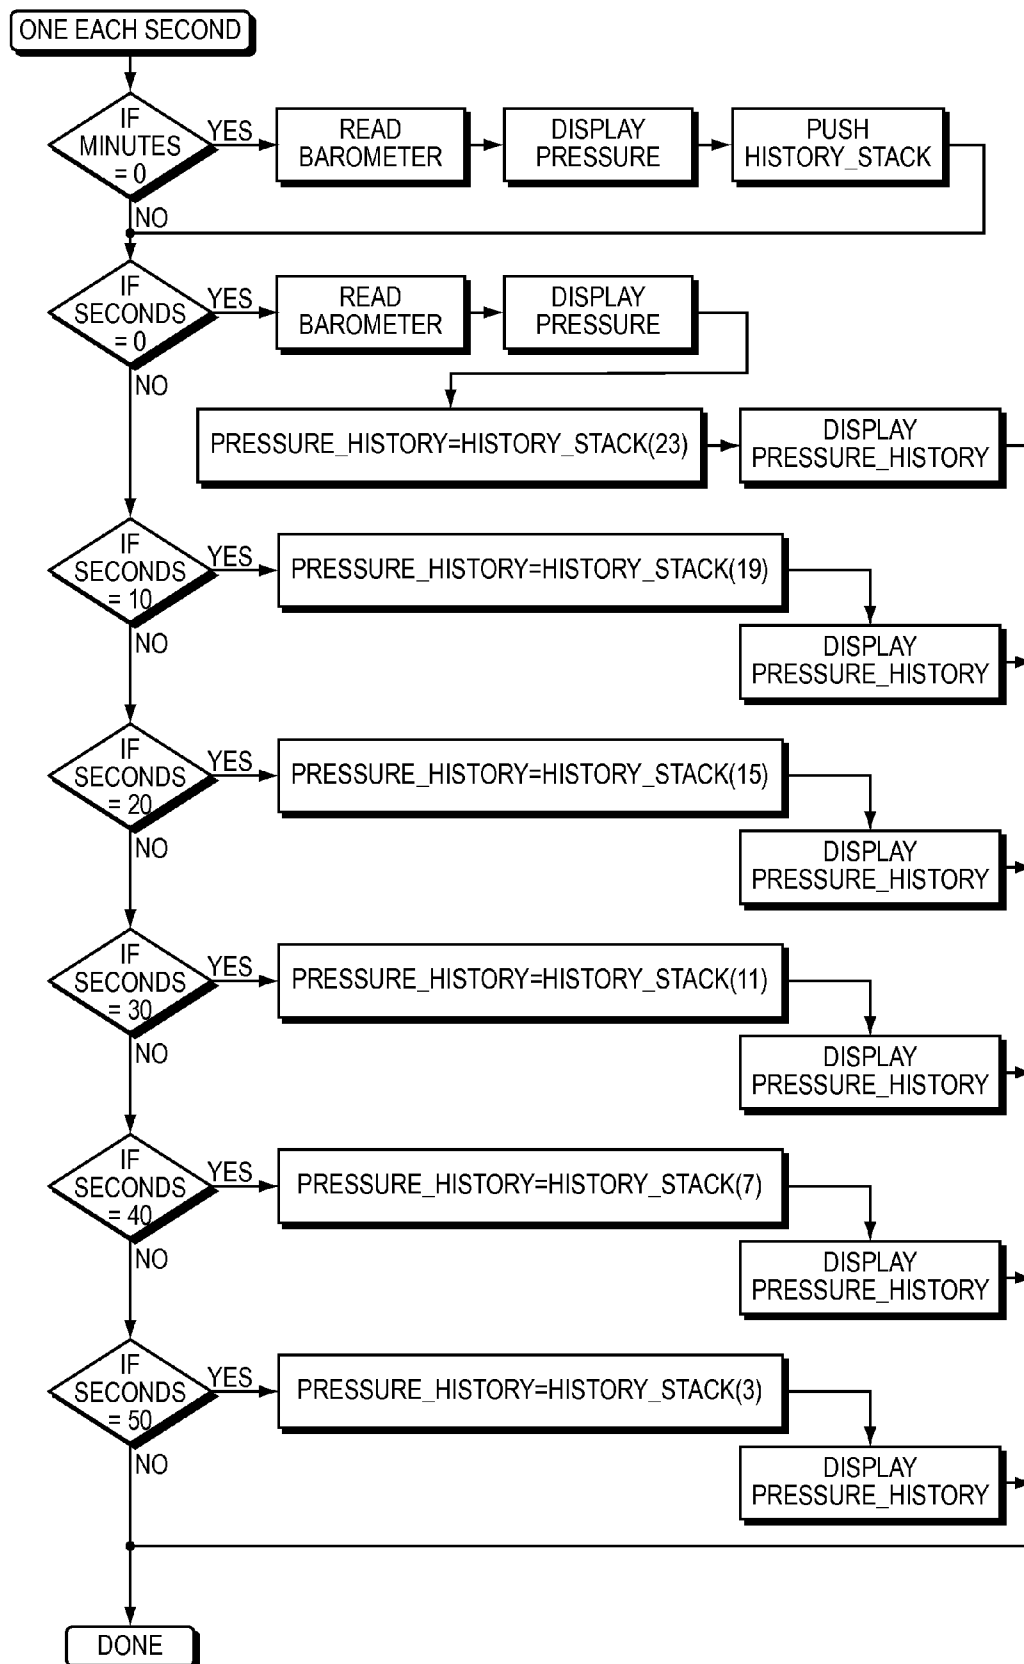 ONE EACH SECOND
IF
MINUTES
= 0
YES
READ
BAROMETER
DISPLAY
PRESSURE
PUSH
HISTORY_STACK
NO
IF
SECONDS
=0
YES
READ
BAROMETER
DISPLAY
PRESSURE
NO
PRESSURE_HISTORY=HISTORY_STACK(23)
DISPLAY
PRESSURE_HISTORY
IF
SECONDS
= 10
YES
PRESSURE_HISTORY=HISTORY_STACK(19)
NO
DISPLAY
PRESSURE_HISTORY
IF
SECONDS
= 20
YES
PRESSURE_HISTORY=HISTORY_STACK(15)
NO
DISPLAY
PRESSURE_HISTORY
IF
SECONDS
= 30
YES
PRESSURE_HISTORY=HISTORY_STACK(11)
NO
DISPLAY
PRESSURE_HISTORY
IF
SECONDS
= 40
YES
PRESSURE_HISTORY=HISTORY_STACK(7)
NO
DISPLAY
PRESSURE_HISTORY
IF
SECONDS
= 50
YES
PRESSURE_HISTORY=HISTORY_STACK(3)
NO
DISPLAY
PRESSURE_HISTORY
DONE